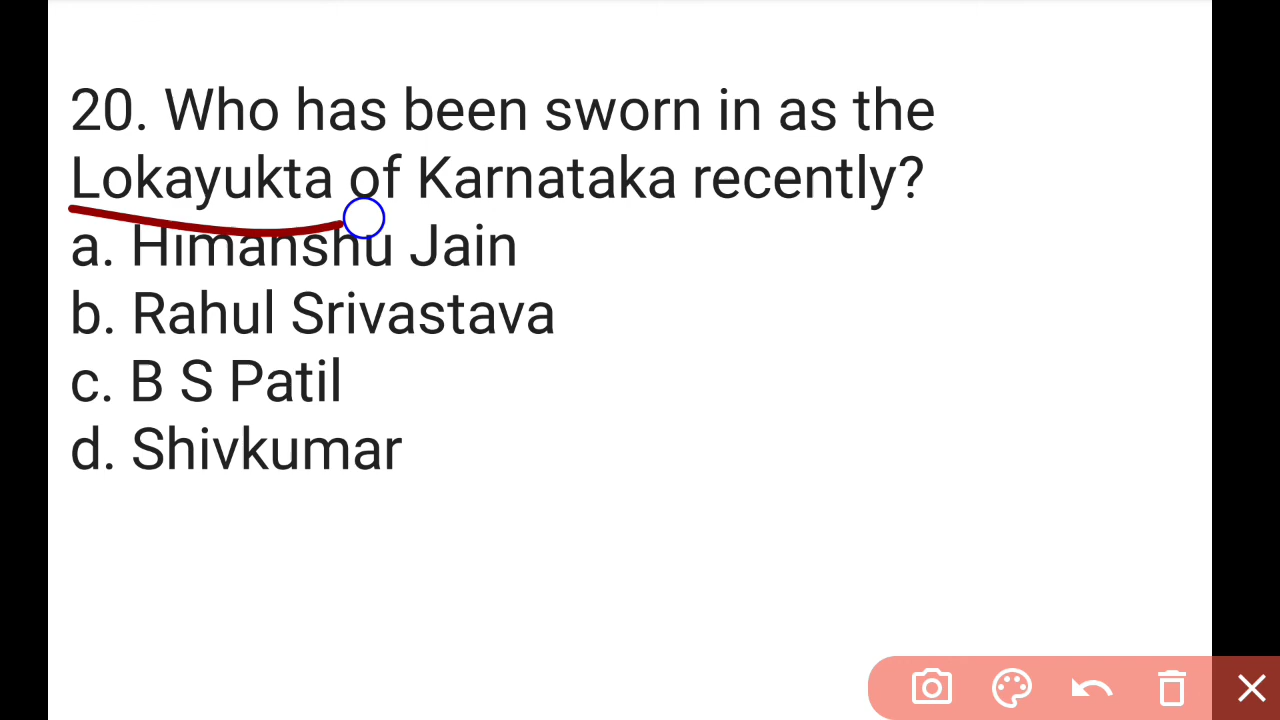 20. Who has been sworn in as the
Lokayukta of Karnataka recently?
a. Himanshu Jain
b. Rahul Srivastava
c. B S Patil
d. Shivkumar